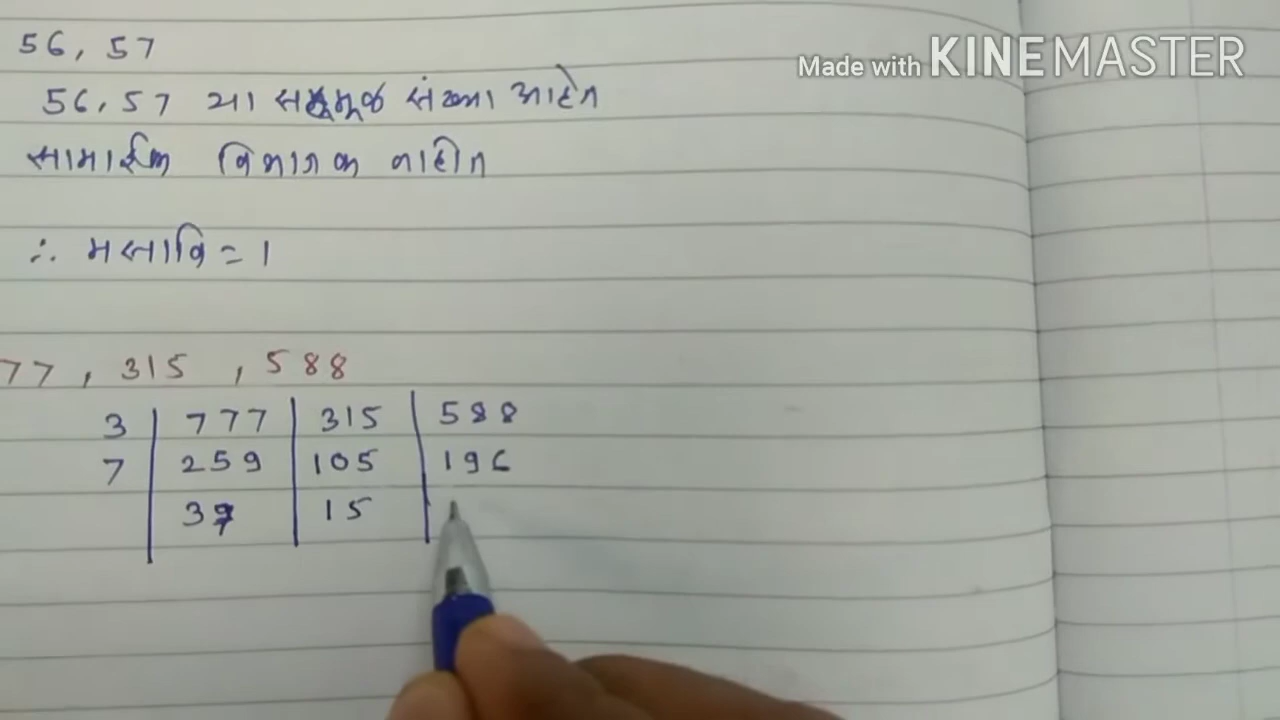 56, 57
Made with KINEMASTER
56, 57 या सहमूळ संख्या आहेत
सामाईक विभाजक नाहीत
∴ मसावि = 1
77, 315, 588
3 | 777 | 315 | 588
7 | 259 | 105 | 196
37 | 15 |